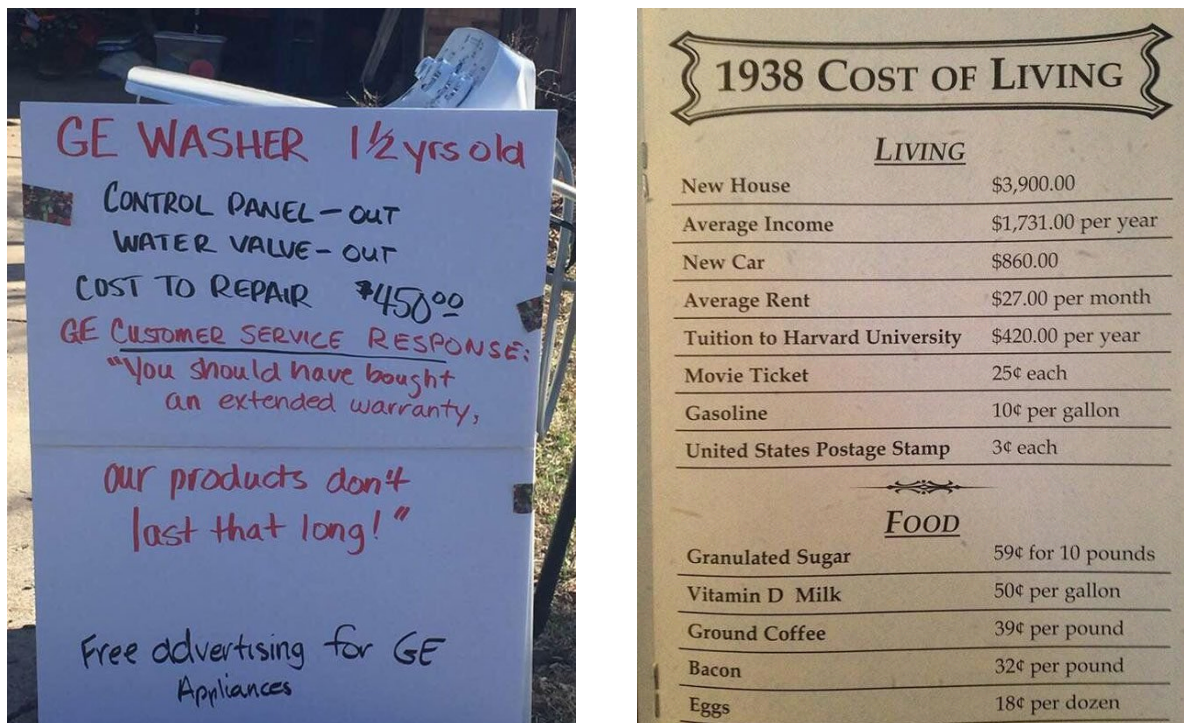 GE WASHER 1½ yrs old
CONTROL PANEL - OUT
WATER VALVE - OUT
COST TO REPAIR $450⁰⁰
GE CUSTOMER SERVICE RESPONSE:
"You should have bought
an extended warranty,
our products don't
last that long!"
Free advertising for GE
Appliances
1938 COST OF LIVING
LIVING
New House $3,900.00
Average Income $1,731.00 per year
New Car $860.00
Average Rent $27.00 per month
Tuition to Harvard University $420.00 per year
Movie Ticket 25¢ each
Gasoline 10¢ per gallon
United States Postage Stamp 3¢ each
FOOD
Granulated Sugar 59¢ for 10 pounds
Vitamin D Milk 50¢ per gallon
Ground Coffee 39¢ per pound
Bacon 32¢ per pound
Eggs 18¢ per dozen